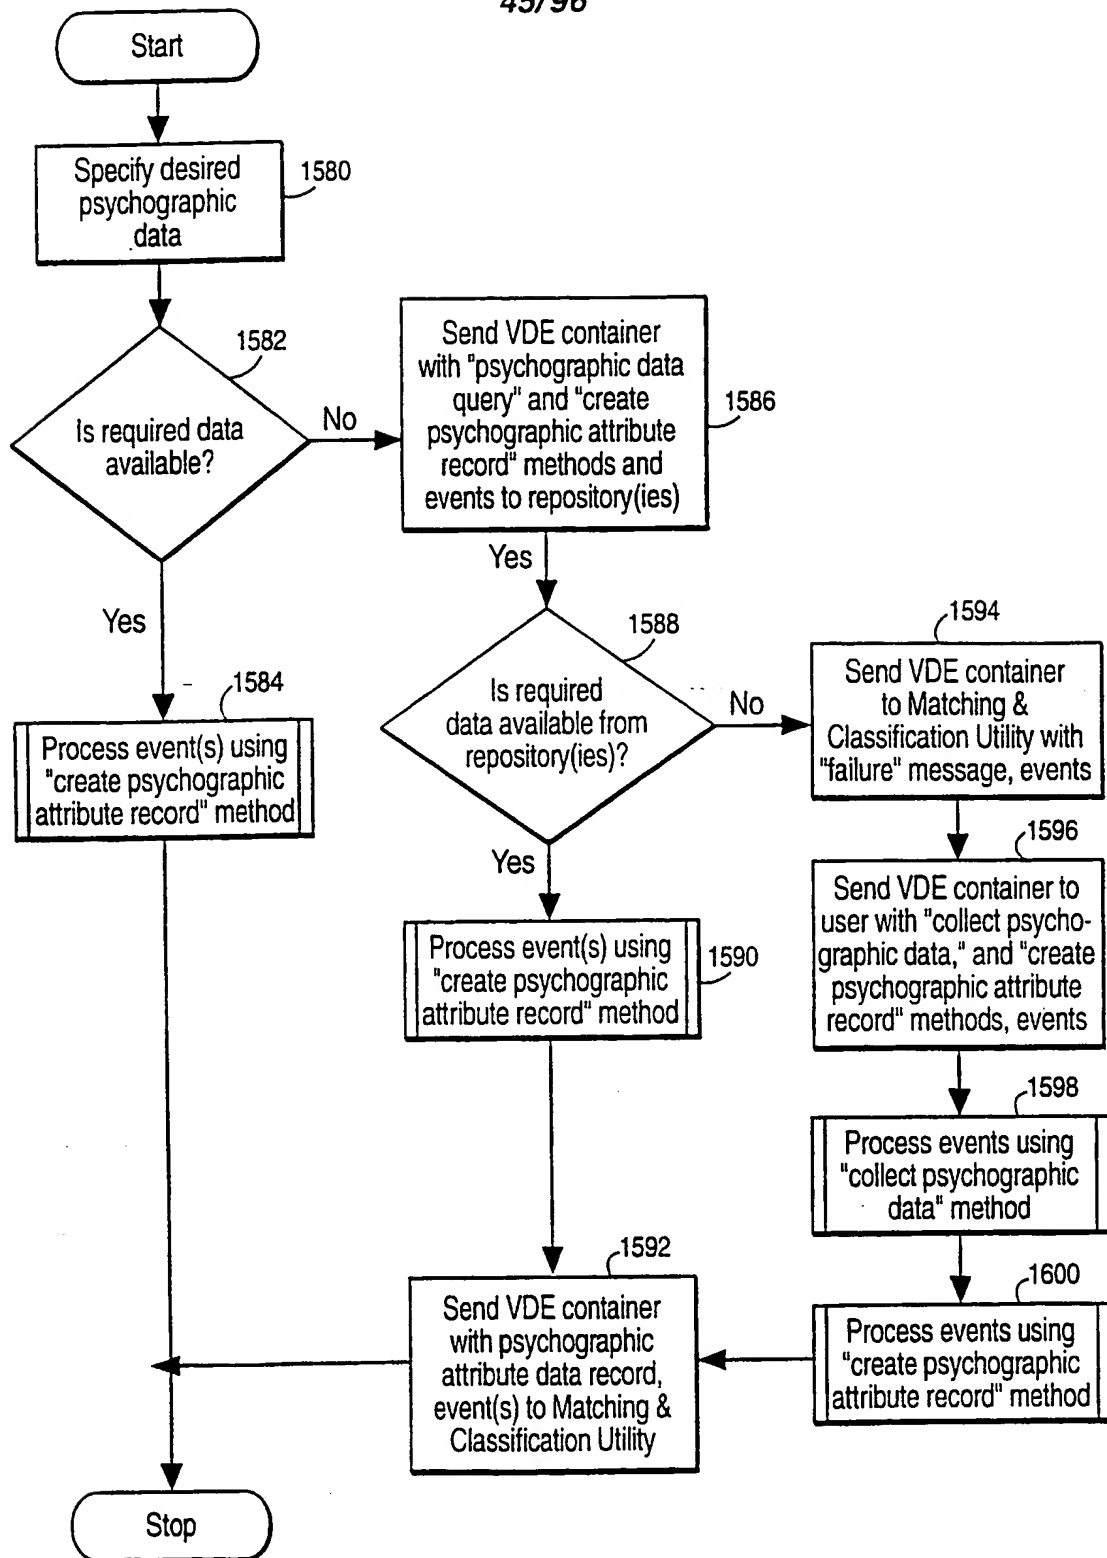 45/96
Start
Specify desired
psychographic
data
1580
1582
Is required data
available?
No
Yes
Send VDE container
with "psychographic data
query" and "create
psychographic attribute
record" methods and
events to repository(ies)
1586
Yes
1584
Process event(s) using
"create psychographic
attribute record" method
1588
Is required
data available from
repository(ies)?
No
Yes
1594
Send VDE container
to Matching &
Classification Utility with
"failure" message, events
1596
Send VDE container to
user with "collect psycho-
graphic data," and "create
psychographic attribute
record" methods, events
1590
Process event(s) using
"create psychographic
attribute record" method
1598
Process events using
"collect psychographic
data" method
1600
Process events using
"create psychographic
attribute record" method
1592
Send VDE container
with psychographic
attribute data record,
event(s) to Matching &
Classification Utility
Stop